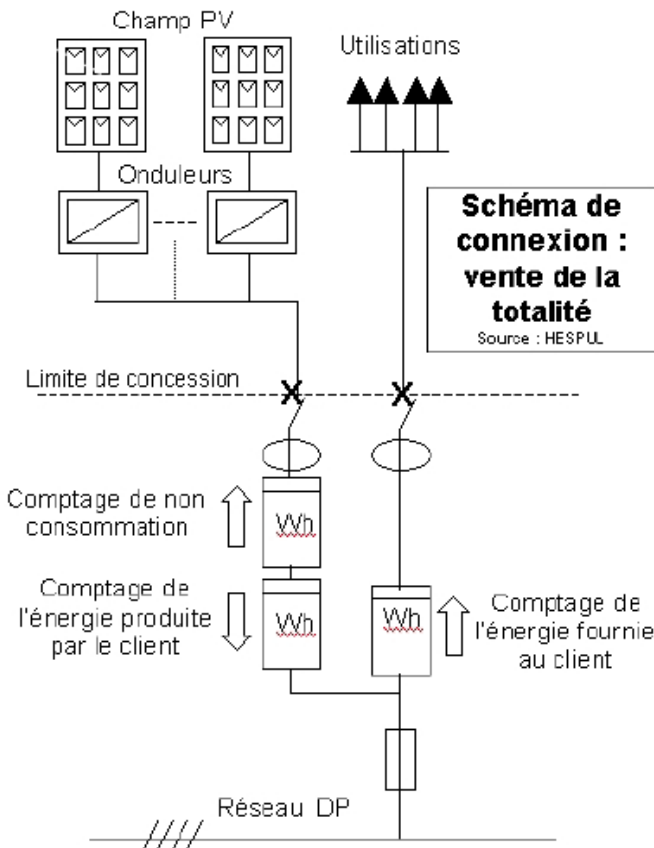 Champ PV
Utilisations
Onduleurs
Schéma de
connexion :
vente de la
totalité
Source : HESPUL
Limite de concession
Comptage de non
consommation
Wh
Comptage de
l'énergie produite
par le client
Wh
Wh
Comptage de
l'énergie fournie
au client
Réseau DP